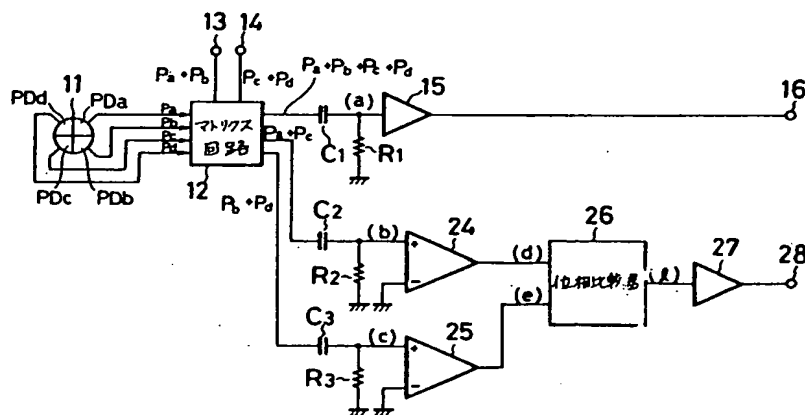 13
14
Pa+Pb
Pc+Pd
Pa+Pb+Pc+Pd
15
16
11
PDd
PDa
Pa
Pb
Pc
Pd
マトリクス
回路
12
(a)
C1
R1
Pa+Pc
PDc
PDb
Pb+Pd
C2
(b)
24
+
-
(d)
R2
26
位相比較器
(ℓ)
27
28
(e)
C3
(c)
25
+
-
R3